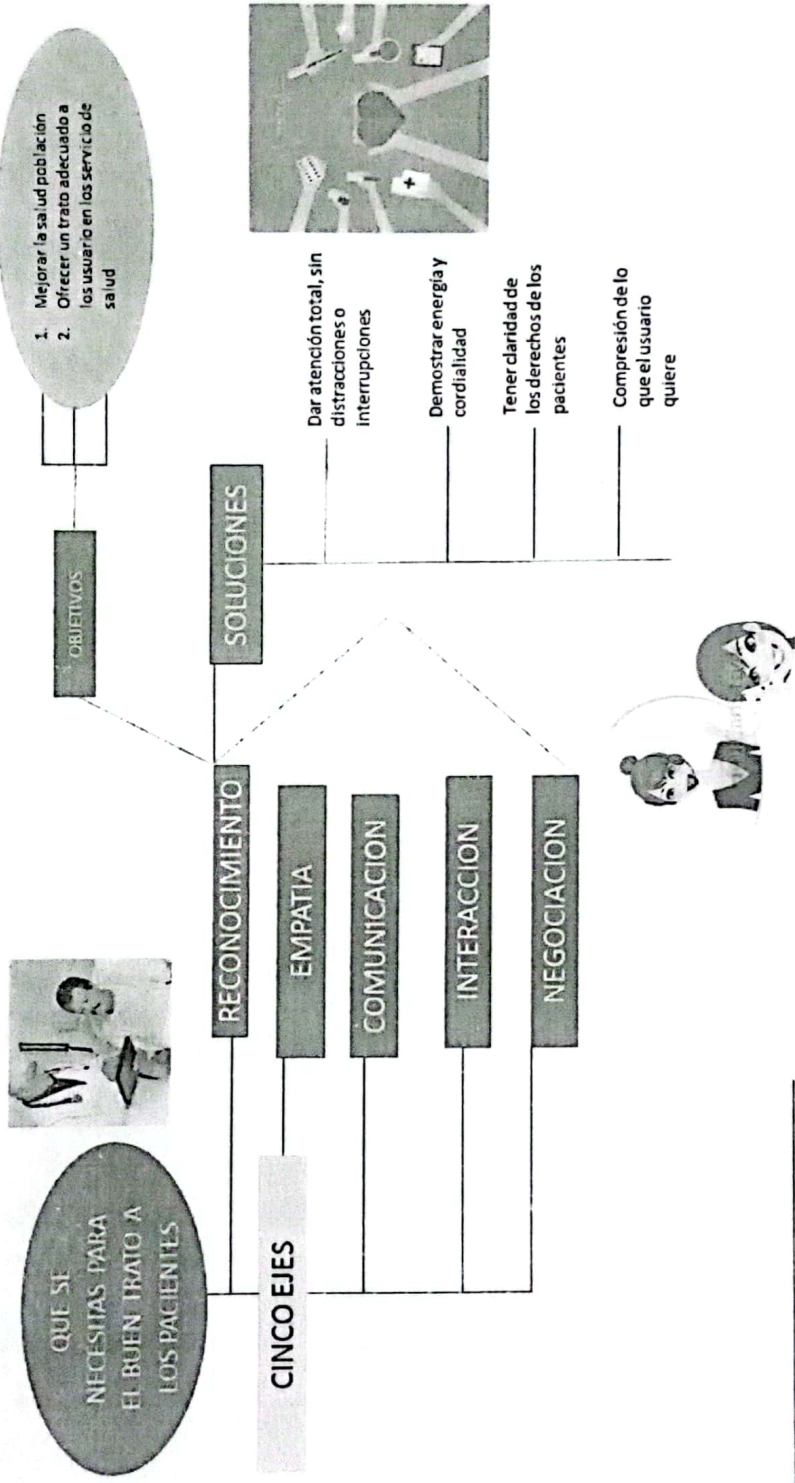 QUE SE
NECESITAS PARA
EL BUEN TRATO A
LOS PACIENTES
CINCO EJES
RECONOCIMIENTO
EMPATIA
COMUNICACION
INTERACCION
NEGOCIACION
OBJETIVOS
1. Mejorar la salud población
2. Ofrecer un trato adecuado a
los usuario en los servicio de
salud
SOLUCIONES
Dar atención total, sin
distracciones o
interrupciones
Demostrar energía y
cordialidad
Tener claridad de
los derechos de los
pacientes
Compresión de lo
que el usuario
quiere